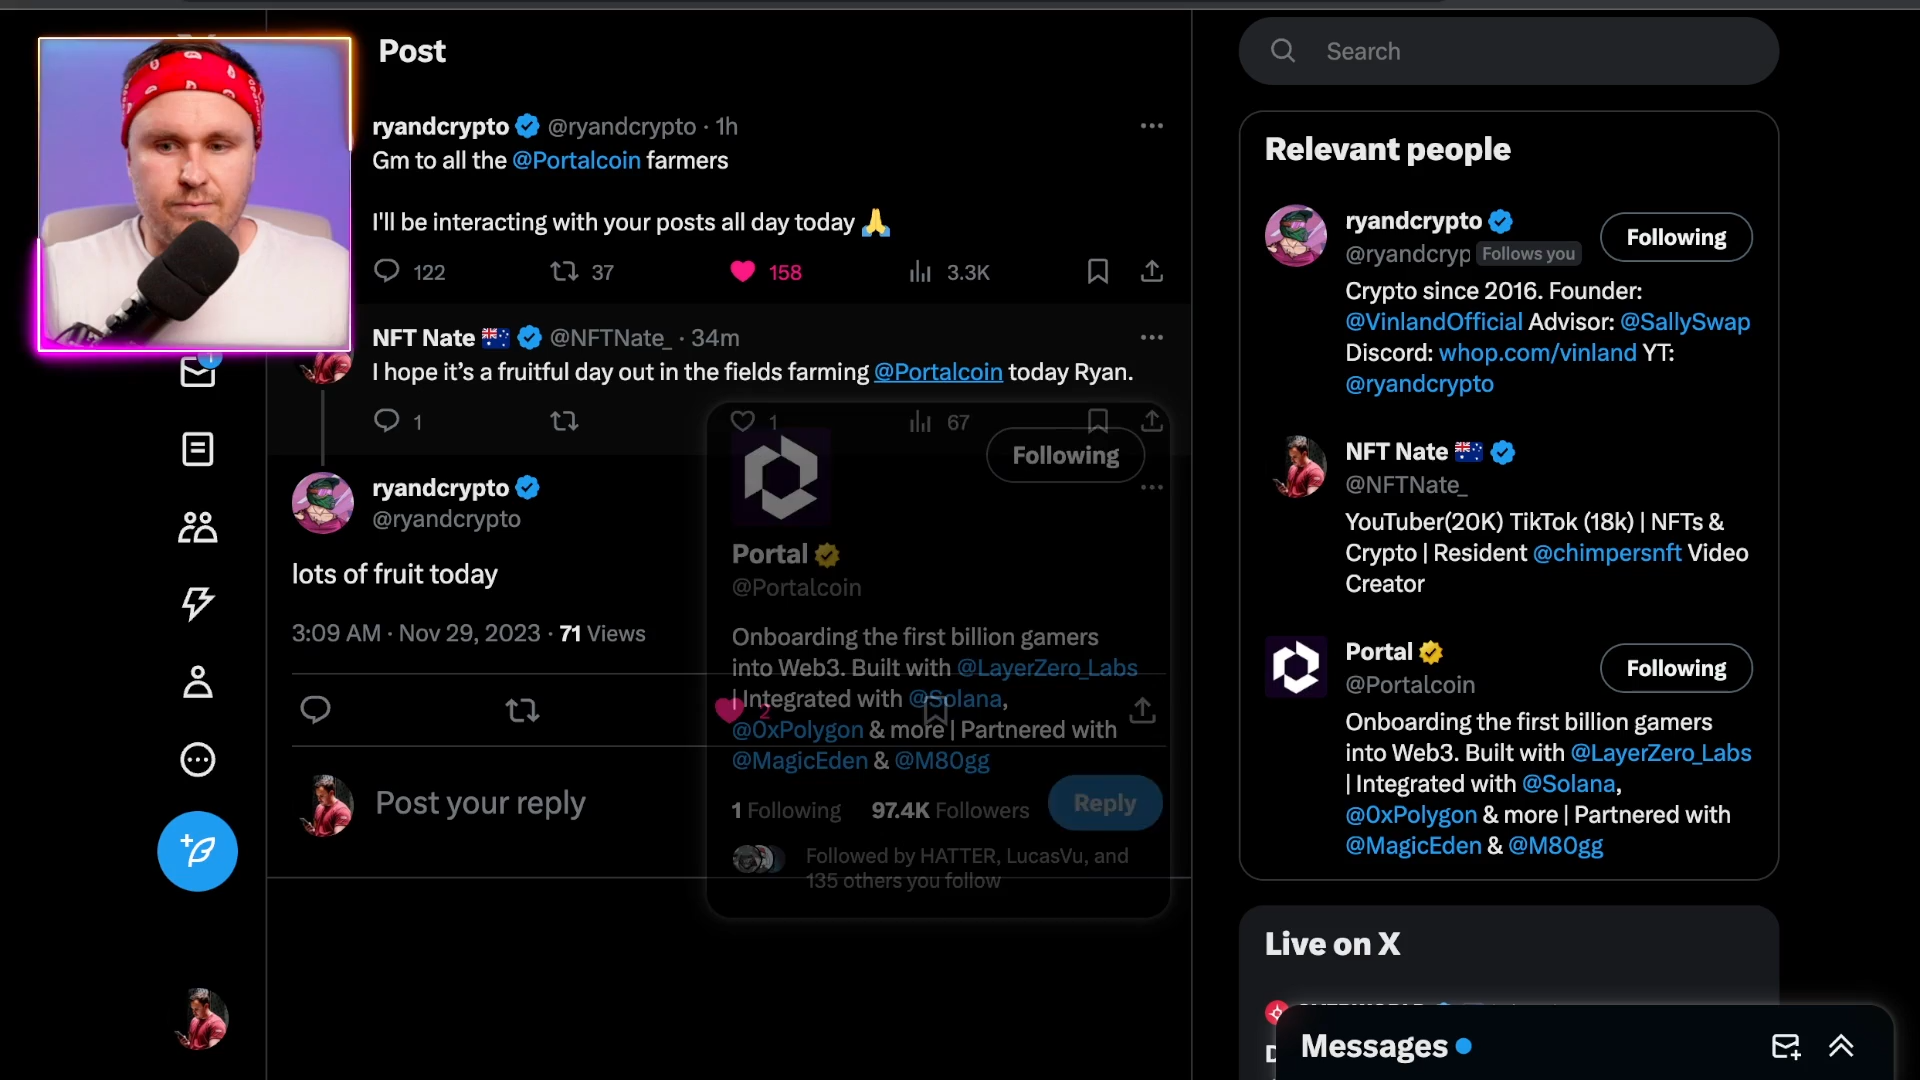 Post
ryandcrypto @ryandcrypto · 1h
Gm to all the @Portalcoin farmers
I'll be interacting with your posts all day today 🙏
122 37 158 3.3K
NFT Nate 🇦🇺 @NFTNate_ · 34m
I hope it's a fruitful day out in the fields farming @Portalcoin today Ryan.
1 1 67
ryandcrypto
@ryandcrypto
lots of fruit today
3:09 AM · Nov 29, 2023 · 71 Views
2
Post your reply
Following
Portal
@Portalcoin
Onboarding the first billion gamers
into Web3. Built with @LayerZero_Labs
| Integrated with @Solana,
@0xPolygon & more | Partnered with
@MagicEden & @M80gg
1 Following 97.4K Followers
Reply
Followed by HATTER, LucasVu, and
135 others you follow
Search
Relevant people
ryandcrypto
@ryandcryp Follows you
Following
Crypto since 2016. Founder:
@VinlandOfficial Advisor: @SallySwap
Discord: whop.com/vinland YT:
@ryandcrypto
NFT Nate 🇦🇺
@NFTNate_
YouTuber(20K) TikTok (18k) | NFTs &
Crypto | Resident @chimpersnft Video
Creator
Portal
@Portalcoin
Following
Onboarding the first billion gamers
into Web3. Built with @LayerZero_Labs
| Integrated with @Solana,
@0xPolygon & more | Partnered with
@MagicEden & @M80gg
Live on X
Messages